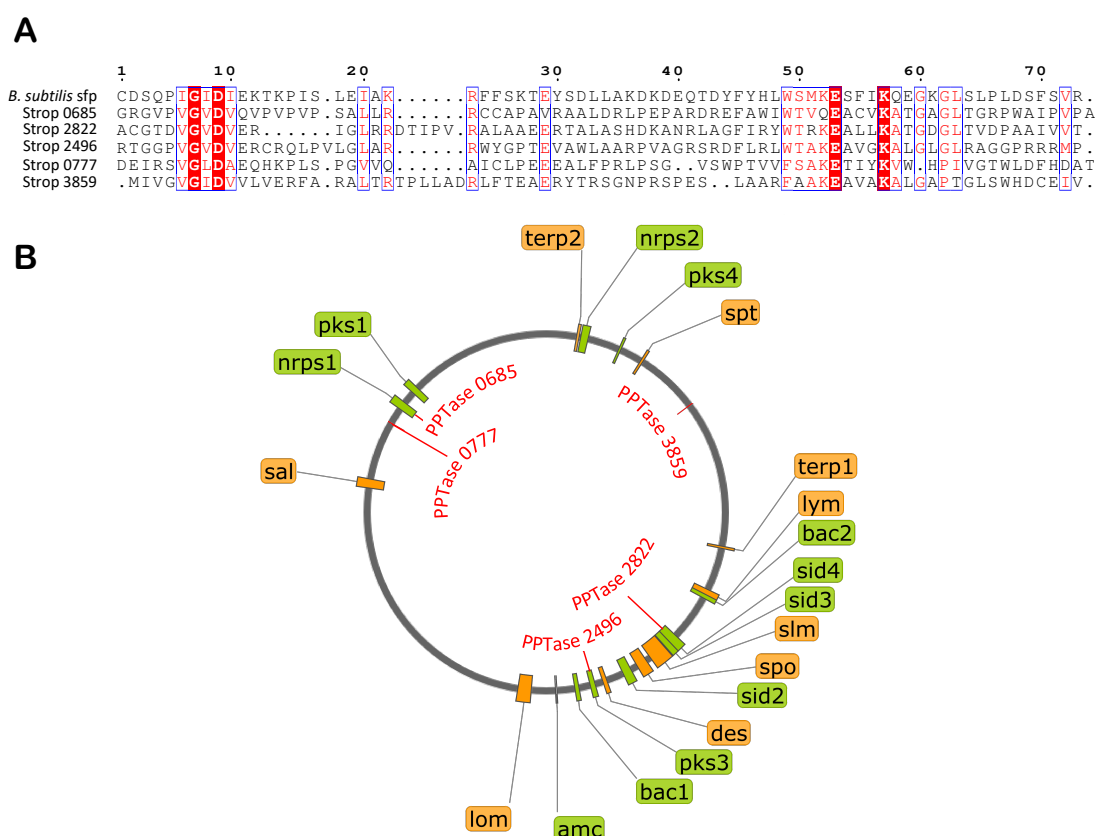 A
1 10 20 30 40 50 60 70
B. subtilis sfp CDSQPIGIDIEKTKPIS.LEIAK......RFFSKTEYSDLLAKDKDEQTDYFYHLWSMKESFIKQEGKGLSLPLDSFSVR.
Strop 0685 GRGVPVGVDVQVPVPVP.SALLR......RCCAPAVRAALDRLPEPARDREFAWIWTVQEACVKATGAGLSTGRPWAIPVPA
Strop 2822 ACGTDVGVDVER......IGLRRDTIPV.RALAAEERTALASHDKANRLAGFIRYWTRKEALLKATGDGLTVDPAAIVVT.
Strop 2496 RTGGPVGVDVERCRQLPVLGLAR......RWYGPTEVAWLAARPVAGRSRDFLRLWTAKEAVGKALGLGLRAGGPRRRMP.
Strop 0777 DEIRSVGLDAEQHKPLS.PGVVQ......AICLPEEEALFPRLPSG..VSWPTVVFSAKETIYKVVW.HPIVGTWLDFHDAT
Strop 3859 .MIVGVGIDVVLVERFA.RALTRTPLLADRLFTEAERYTRSGNPRSPES..LAARFAAKEAVAKALGAPTGLSWHDCEIV.
B
terp2
nrps2
pks4
spt
pks1
nrps1
PPTase 0685
PPTase 3859
PPTase 0777
sal
terp1
lym
bac2
sid4
sid3
slm
PPTase 2822
PPTase 2496
spo
sid2
des
pks3
bac1
lom
amc